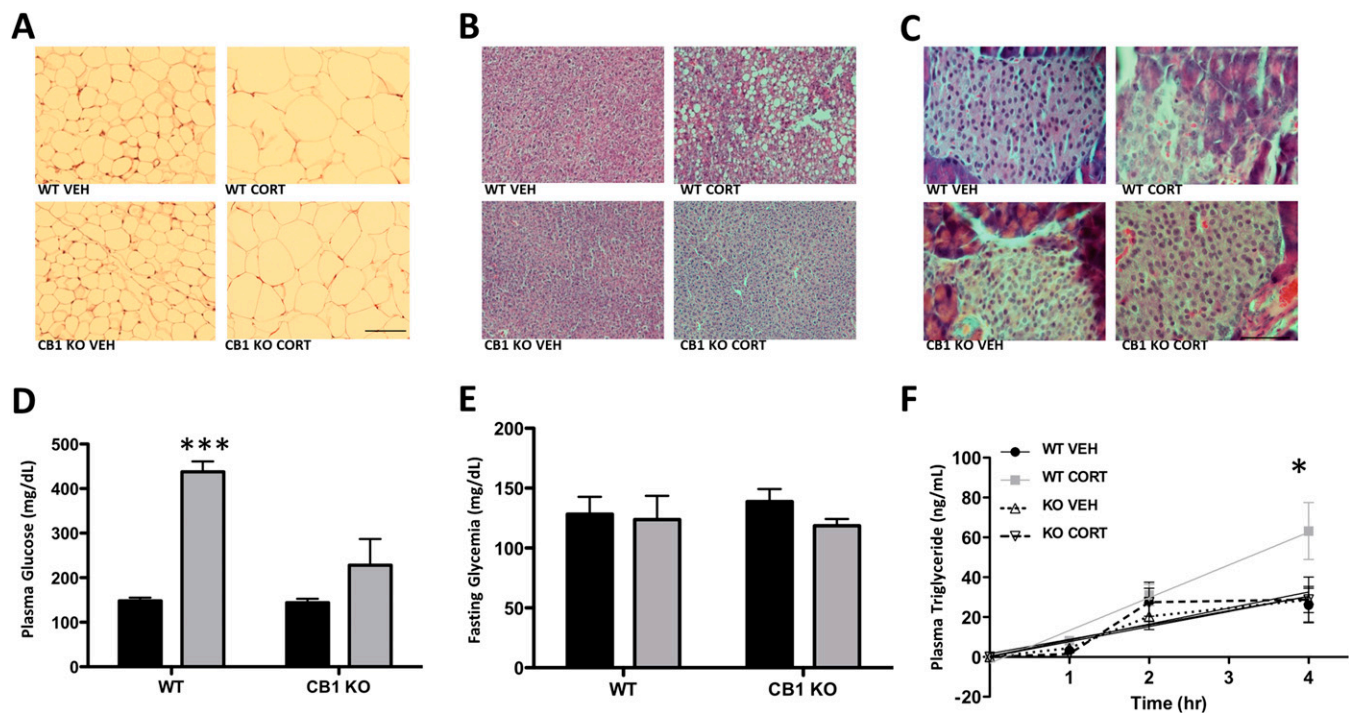 A
B
C
WT VEH
WT CORT
WT VEH
WT CORT
WT VEH
WT CORT
CB1 KO VEH
CB1 KO CORT
CB1 KO VEH
CB1 KO CORT
CB1 KO VEH
CB1 KO CORT
D
Plasma Glucose (mg/dL)
500
400
300
200
100
0
***
WT
CB1 KO
E
Fasting Glycemia (mg/dL)
200
150
100
50
0
WT
CB1 KO
F
Plasma Triglyceride (ng/mL)
100
80
60
40
20
0
-20
WT VEH
WT CORT
KO VEH
KO CORT
*
1
2
3
4
Time (hr)